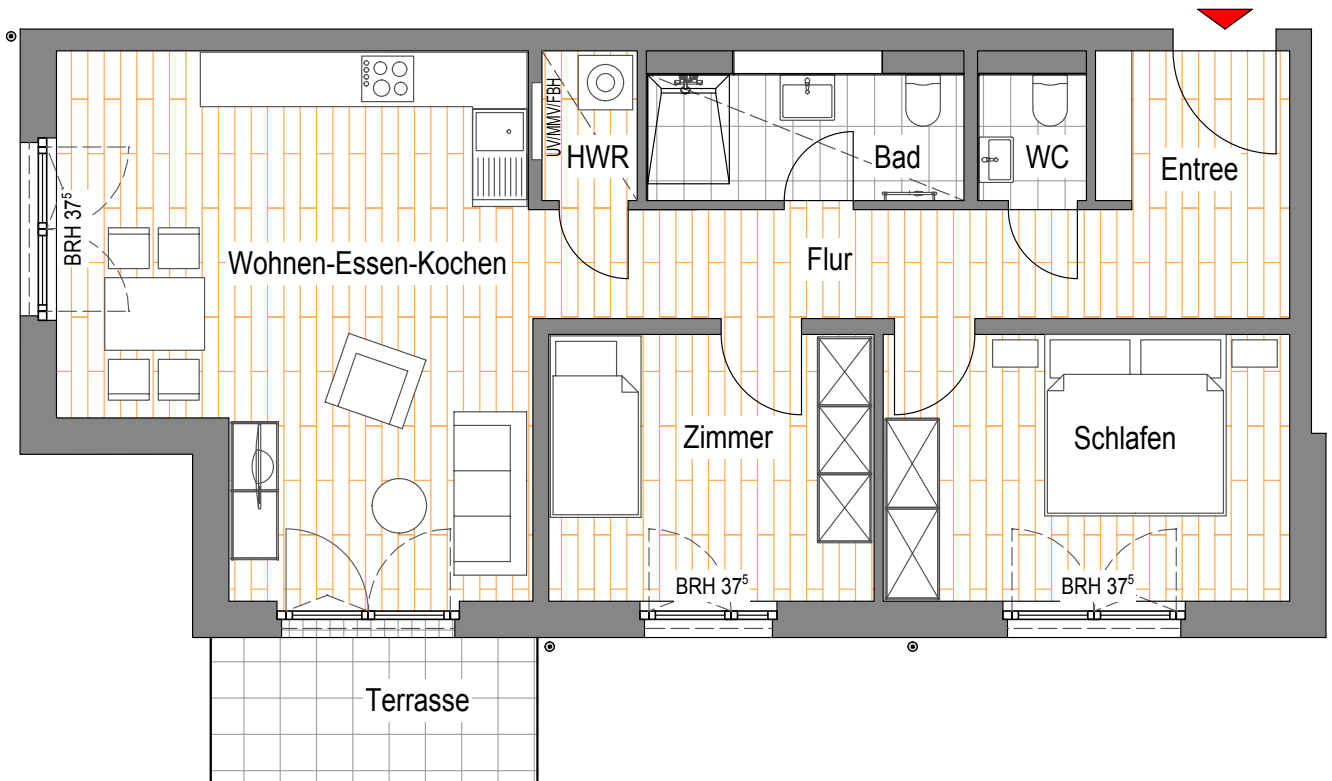 UV/MMV/FBH
HWR
Bad
WC
Entree
BRH 37⁵
Wohnen-Essen-Kochen
Flur
Zimmer
Schlafen
BRH 37⁵
BRH 37⁵
Terrasse